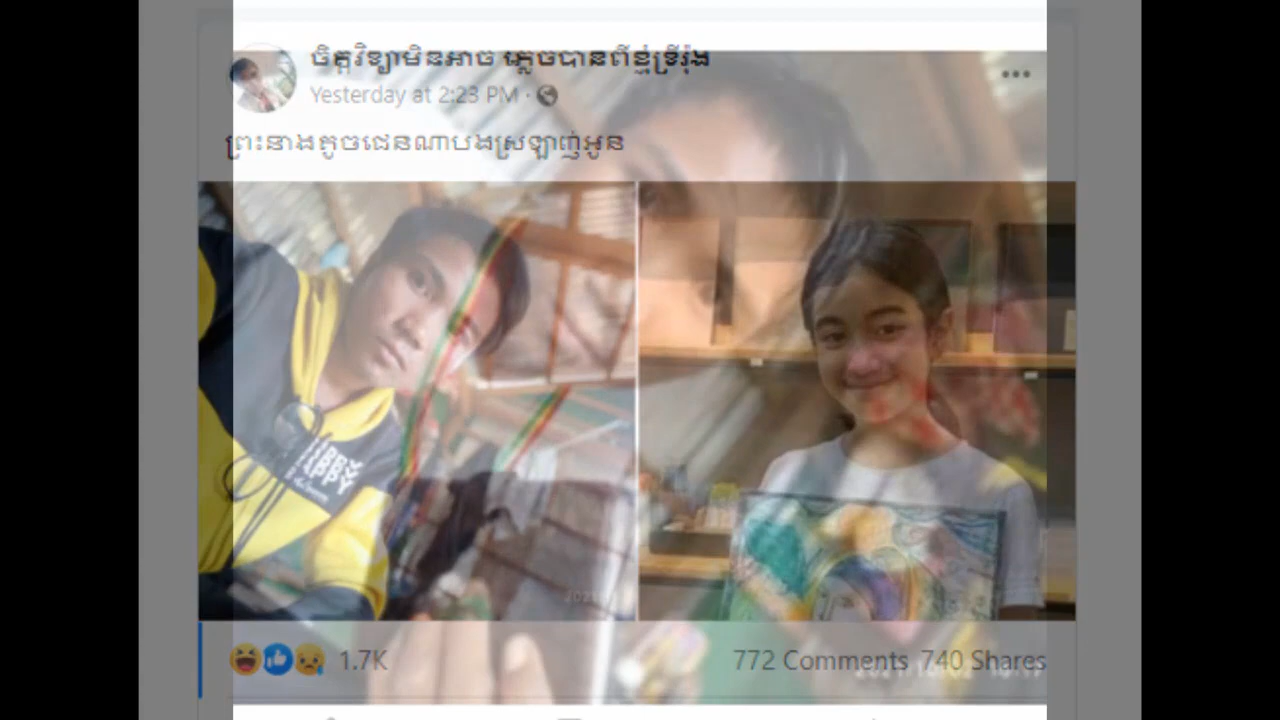 ចិត្តវិទ្យាមិនអាច ភ្លេចបានពីខ្ញុំទ្រីរ៉ុង
Yesterday at 2:23 PM
ព្រះនាងតូចជេនណាបងស្រឡាញ់អូន
1.7K
772 Comments 740 Shares